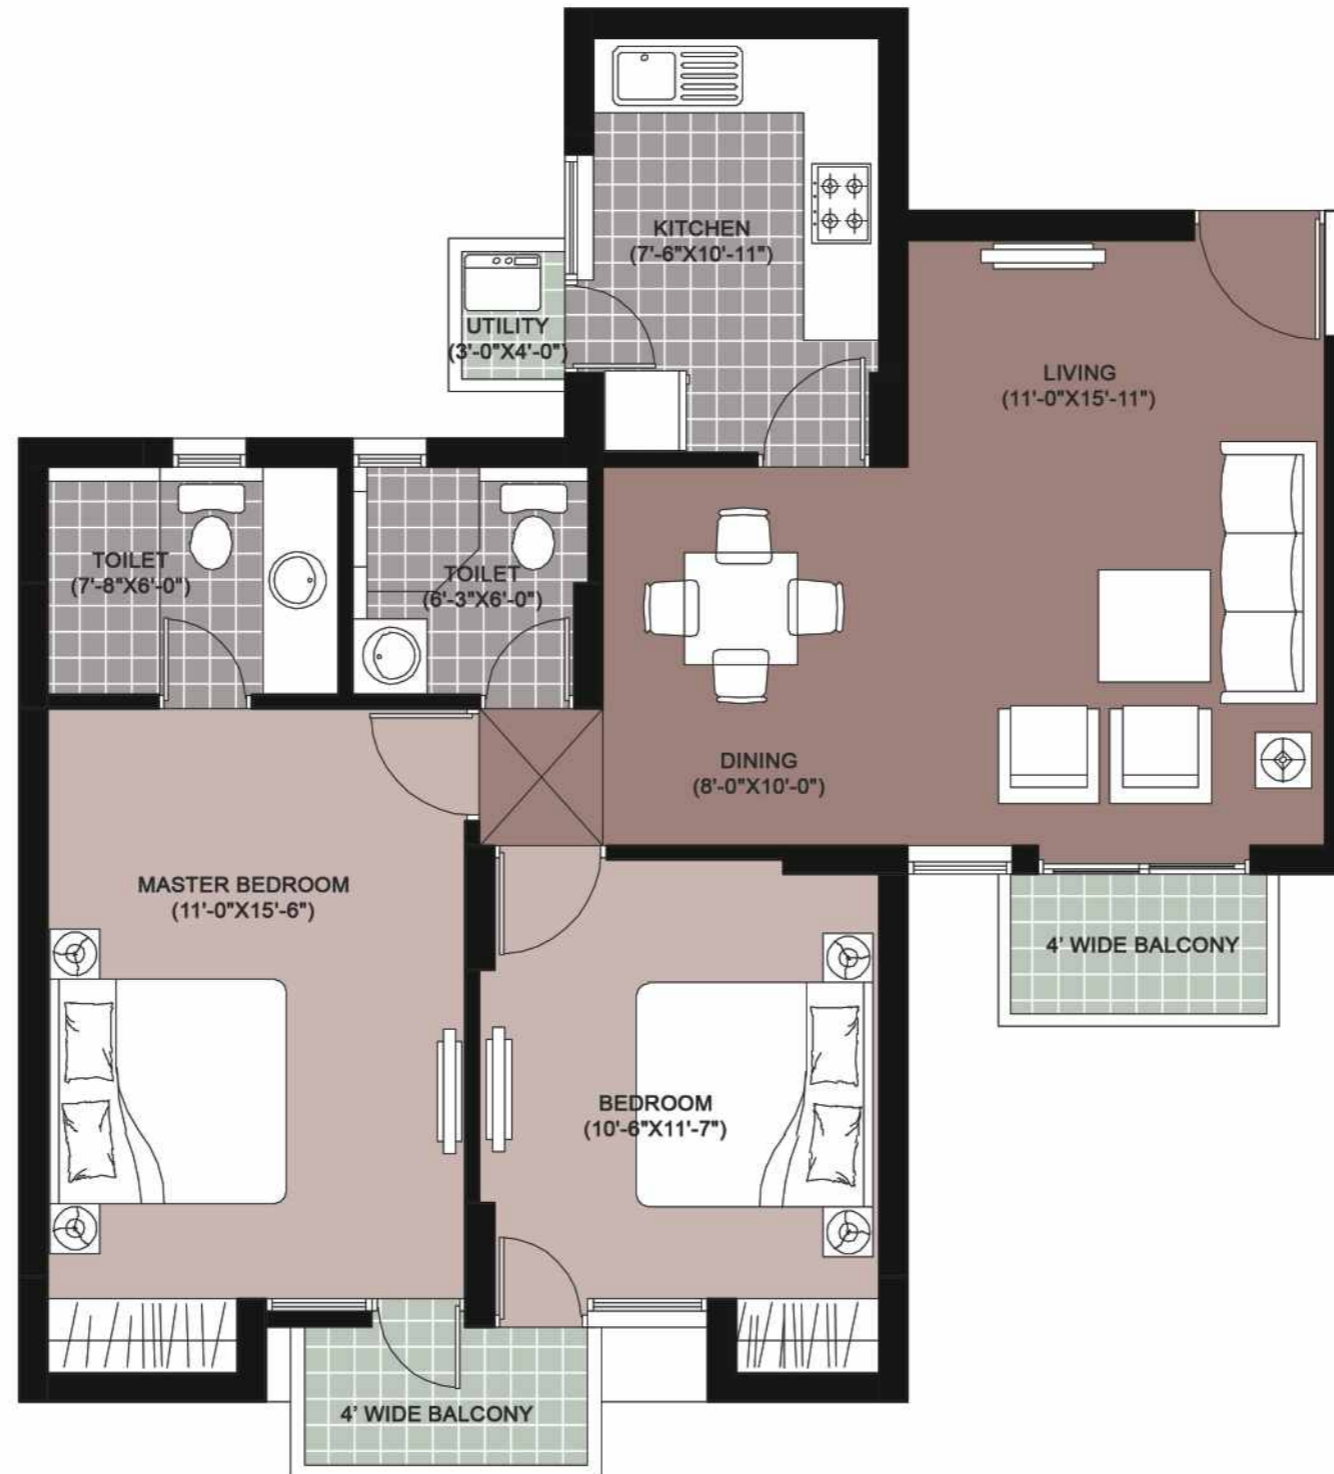 KITCHEN
(7'-6"X10'-11")
UTILITY
(3'-0"X4'-0")
LIVING
(11'-0"X15'-11")
TOILET
(7'-8"X6'-0")
TOILET
(6'-3"X6'-0")
DINING
(8'-0"X10'-0")
MASTER BEDROOM
(11'-0"X15'-6")
4' WIDE BALCONY
BEDROOM
(10'-6"X11'-7")
4' WIDE BALCONY